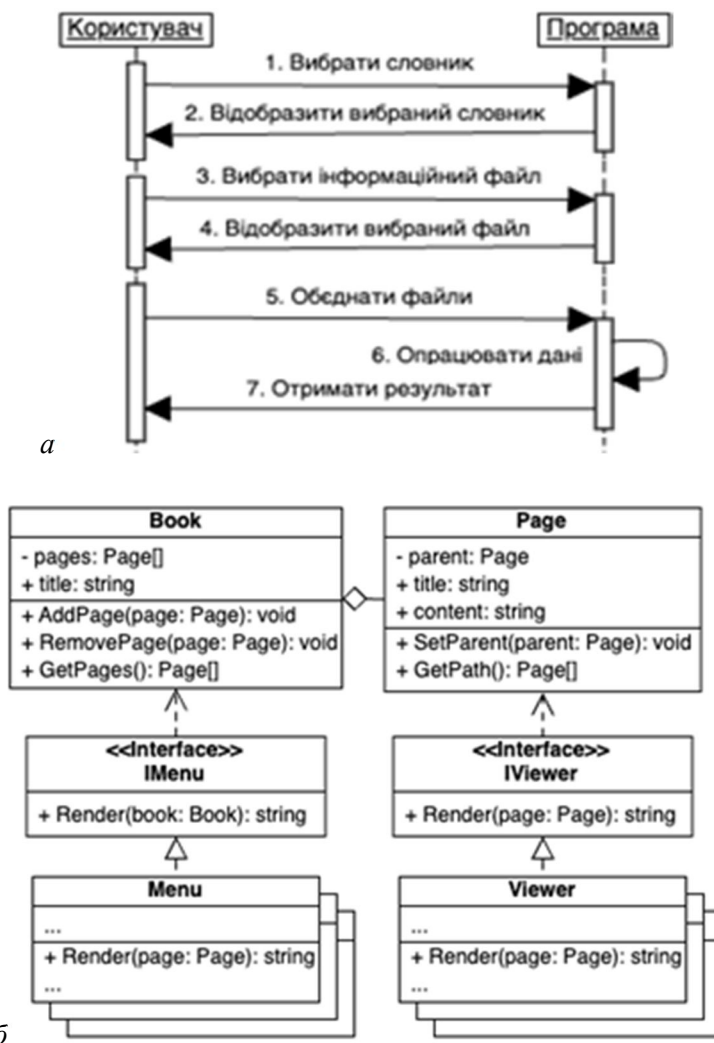 Користувач
Програма
1. Вибрати словник
2. Відобразити вибраний словник
3. Вибрати інформаційний файл
4. Відобразити вибраний файл
5. Обєднати файли
6. Опрацювати дані
7. Отримати результат
а
Book
- pages: Page[]
+ title: string
+ AddPage(page: Page): void
+ RemovePage(page: Page): void
+ GetPages(): Page[]
Page
- parent: Page
+ title: string
+ content: string
+ SetParent(parent: Page): void
+ GetPath(): Page[]
<<Interface>>
IMenu
+ Render(book: Book): string
<<Interface>>
IViewer
+ Render(page: Page): string
Menu
...
+ Render(page: Page): string
...
Viewer
...
+ Render(page: Page): string
...
б